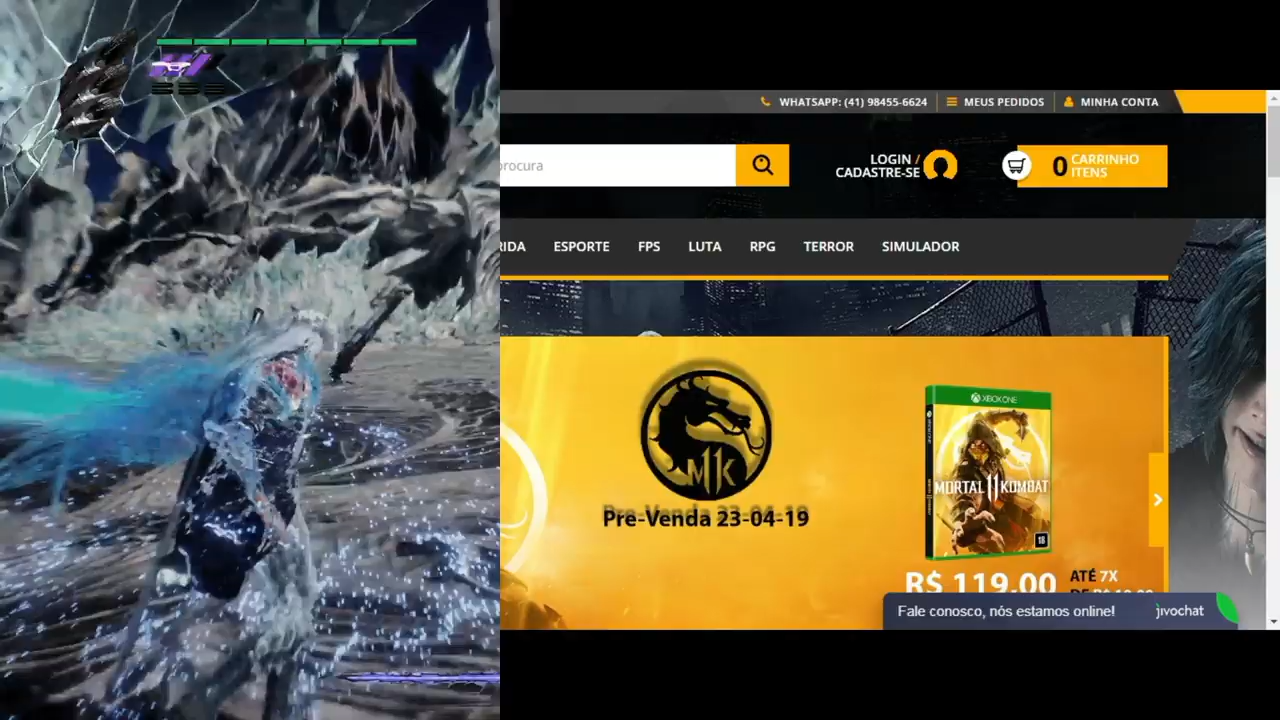 WHATSAPP: (41) 98455-6624
MEUS PEDIDOS
MINHA CONTA
procura
LOGIN /
CADASTRE-SE
0 CARRINHO
ITENS
RIDA
ESPORTE
FPS
LUTA
RPG
TERROR
SIMULADOR
MK
Pre-Venda 23-04-19
XBOX ONE
MORTAL KOMBAT 11
18
R$ 119,00
ATÉ 7X
Fale conosco, nós estamos online!
jivochat